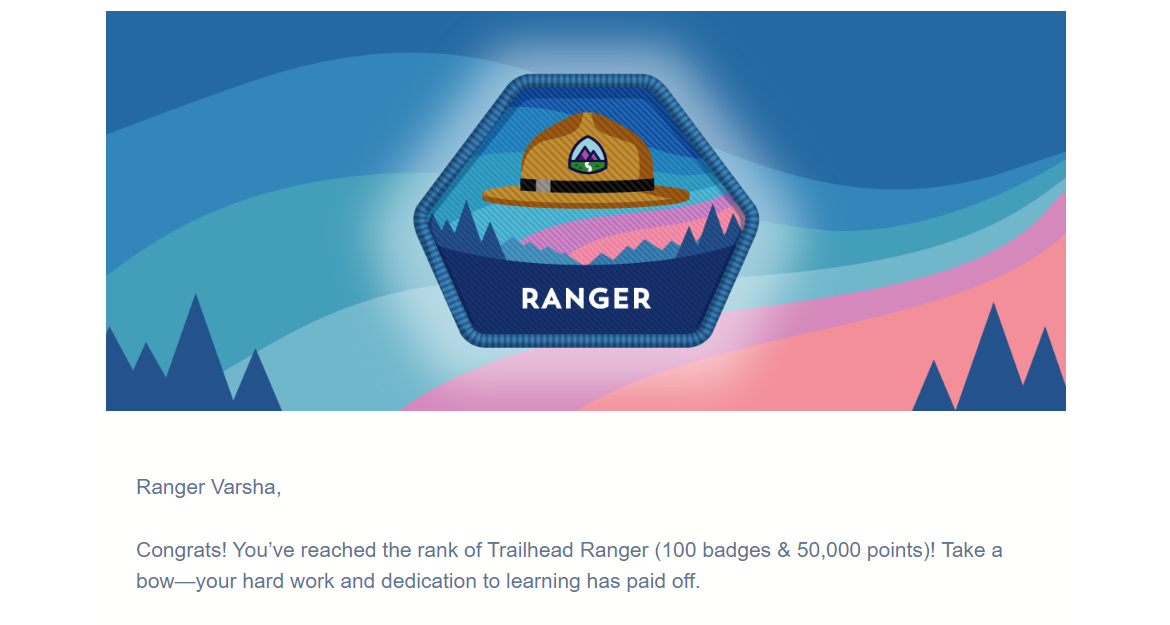 RANGER
Ranger Varsha,
Congrats! You’ve reached the rank of Trailhead Ranger (100 badges & 50,000 points)! Take a
bow—your hard work and dedication to learning has paid off.